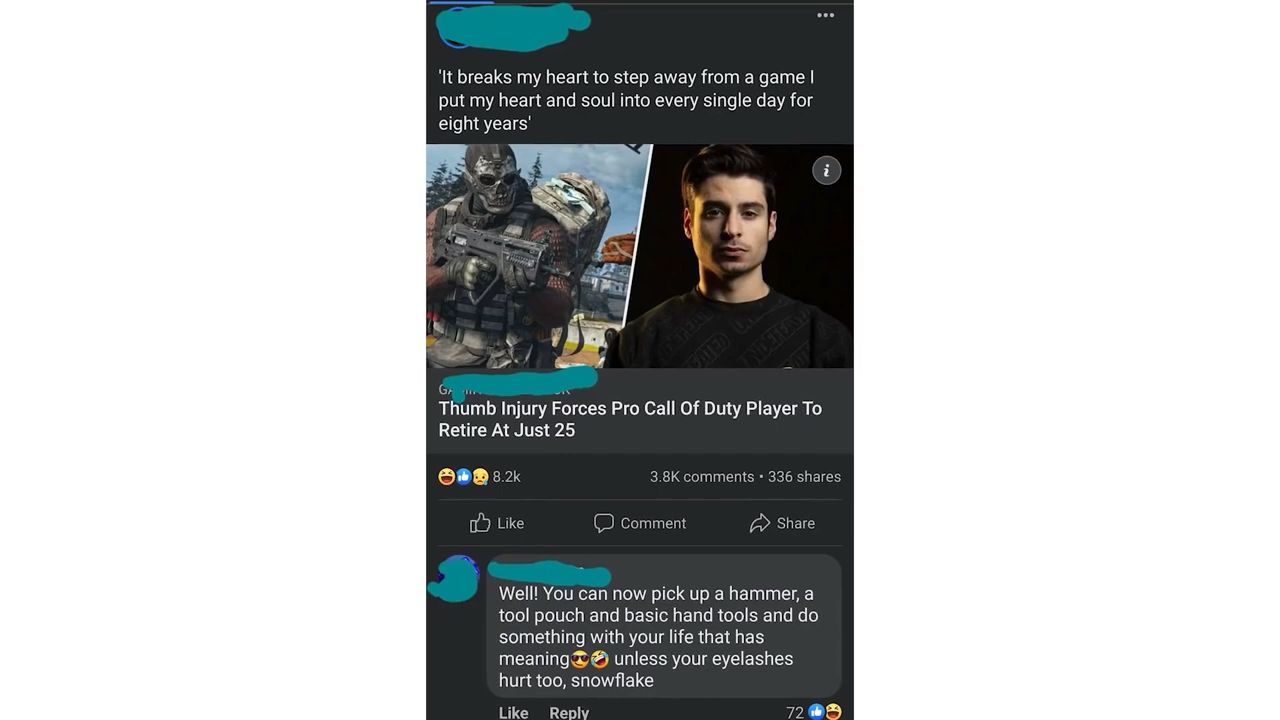 'It breaks my heart to step away from a game I
put my heart and soul into every single day for
eight years'
Thumb Injury Forces Pro Call Of Duty Player To
Retire At Just 25
8.2k
3.8K comments • 336 shares
Like
Comment
Share
Well! You can now pick up a hammer, a
tool pouch and basic hand tools and do
something with your life that has
meaning😎🤣 unless your eyelashes
hurt too, snowflake
Like Reply
72